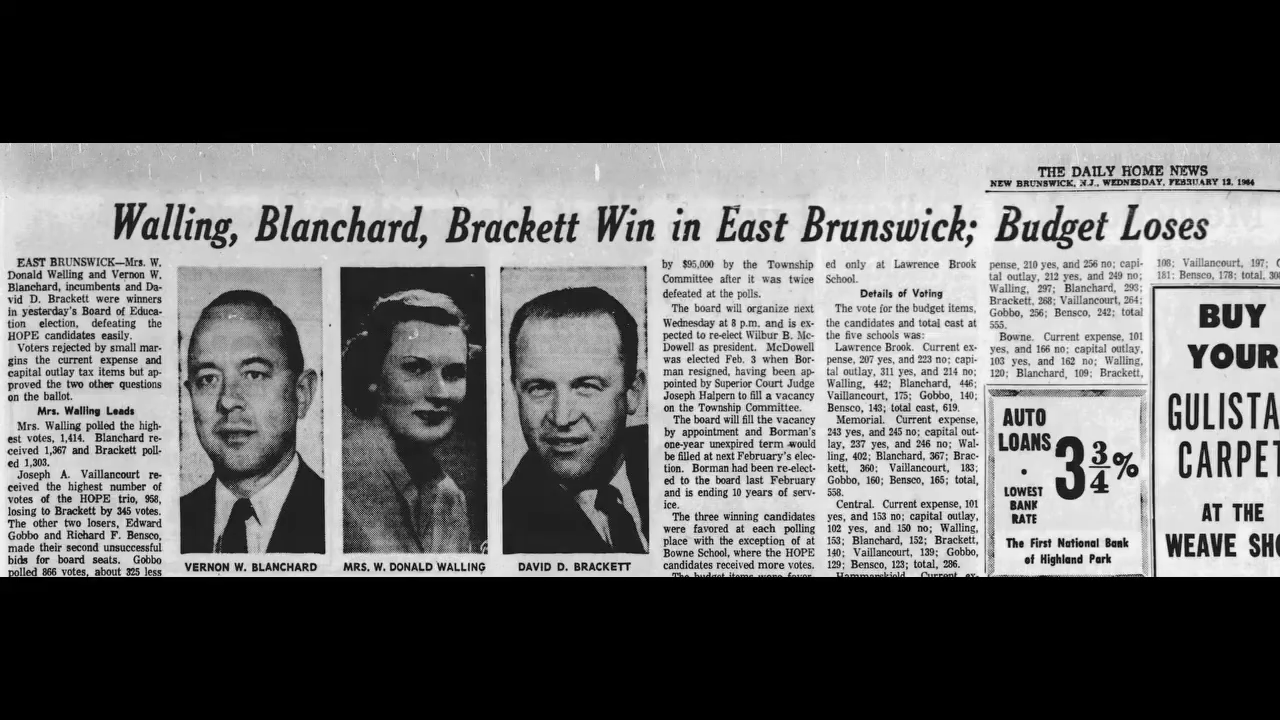 THE DAILY HOME NEWS
NEW BRUNSWICK, N.J., WEDNESDAY, FEBRUARY 12, 1964
Walling, Blanchard, Brackett Win in East Brunswick; Budget Loses
EAST BRUNSWICK—Mrs. W.
Donald Walling and Vernon W.
Blanchard, incumbents and Da-
vid D. Brackett were winners
in yesterday's Board of Educa-
tion election, defeating the
HOPE candidates easily.
Voters rejected by small mar-
gins the current expense and
capital outlay tax items but ap-
proved the two other questions
on the ballot.
Mrs. Walling Leads
Mrs. Walling polled the high-
est votes, 1,414. Blanchard re-
ceived 1,367 and Brackett poll-
ed 1,303.
Joseph A. Vaillancourt re-
ceived the highest number of
votes of the HOPE trio, 958,
losing to Brackett by 345 votes.
The other two losers, Edward
Gobbo and Richard F. Bensco,
made their second unsuccessful
bids for board seats. Gobbo
polled 866 votes, about 325 less
VERNON W. BLANCHARD
MRS. W. DONALD WALLING
DAVID D. BRACKETT
by $95,000 by the Township
Committee after it was twice
defeated at the polls.
The board will organize next
Wednesday at 8 p.m. and is ex-
pected to re-elect Wilbur B. Mc-
Dowell as president. McDowell
was elected Feb. 3 when Bor-
man resigned, having been ap-
pointed by Superior Court Judge
Joseph Halpern to fill a vacancy
on the Township Committee.
The board will fill the vacancy
by appointment and Borman's
one-year unexpired term would
be filled at next February's elec-
tion. Borman had been re-elect-
ed to the board last February
and is ending 10 years of serv-
ice.
The three winning candidates
were favored at each polling
place with the exception of at
Bowne School, where the HOPE
candidates received more votes.
The budget items were favor-
ed only at Lawrence Brook
School.
Details of Voting
The vote for the budget items,
the candidates and total cast at
the five schools was:
Lawrence Brook. Current ex-
pense, 207 yes, and 223 no; capi-
tal outlay, 311 yes, and 214 no;
Walling, 442; Blanchard, 446;
Vaillancourt, 175; Gobbo, 140;
Bensco, 143; total cast, 619.
Memorial. Current expense,
243 yes, and 245 no; capital out-
lay, 237 yes, and 246 no; Wal-
ling, 402; Blanchard, 367; Brac-
kett, 360; Vaillancourt, 183;
Gobbo, 160; Bensco, 165; total,
558.
Central. Current expense, 101
yes, and 153 no; capital outlay,
102 yes, and 150 no; Walling,
153; Blanchard, 152; Brackett,
140; Vaillancourt, 139; Gobbo,
129; Bensco, 123; total, 286.
Hammarskjold. Current ex-
pense, 210 yes, and 256 no; capi-
tal outlay, 212 yes, and 249 no;
Walling, 297; Blanchard, 293;
Brackett, 268; Vaillancourt, 264;
Gobbo, 256; Bensco, 242; total
555.
Bowne. Current expense, 101
yes, and 166 no; capital outlay,
103 yes, and 162 no; Walling,
120; Blanchard, 109; Brackett,
108; Vaillancourt, 197;
181; Bensco, 178; total,
AUTO
LOANS
•
LOWEST
BANK
RATE
3 3/4 %
The First National Bank
of Highland Park
BUY
YOUR
GULISTA
CARPET
AT THE
WEAVE SHO